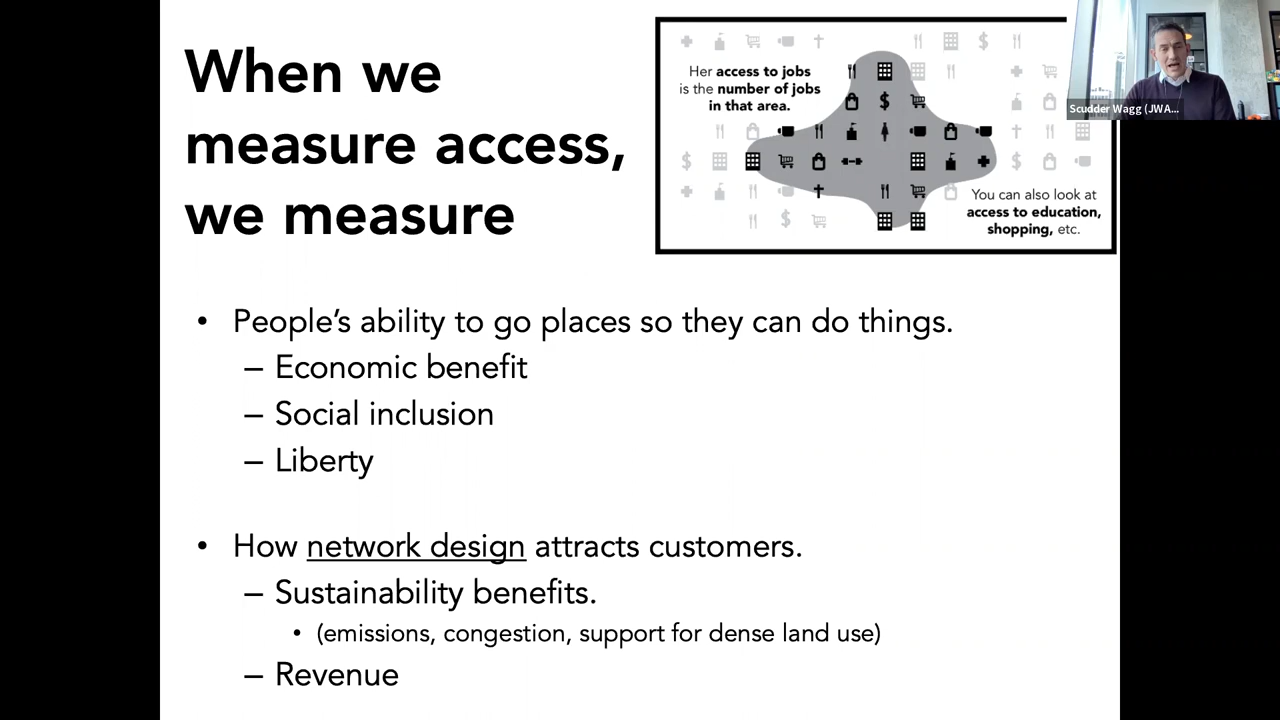 When we
measure access,
we measure
Her access to jobs
is the number of jobs
in that area.
You can also look at
access to education,
shopping, etc.
Scudder Wagg (JWA...
• People's ability to go places so they can do things.
– Economic benefit
– Social inclusion
– Liberty
• How network design attracts customers.
– Sustainability benefits.
• (emissions, congestion, support for dense land use)
– Revenue